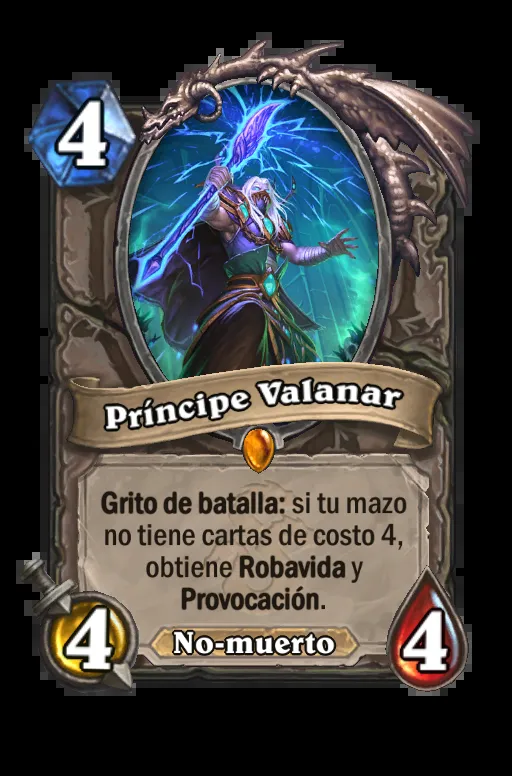 4
Príncipe Valanar
Grito de batalla: si tu mazo
no tiene cartas de costo 4,
obtiene Robavida y
Provocación.
4
No-muerto
4